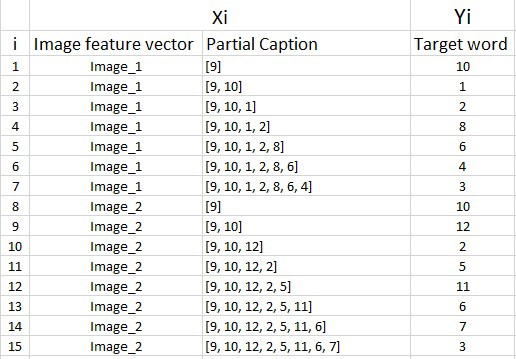 Xi Yi
i Image feature vector Partial Caption Target word
1 Image_1 [9] 10
2 Image_1 [9, 10] 1
3 Image_1 [9, 10, 1] 2
4 Image_1 [9, 10, 1, 2] 8
5 Image_1 [9, 10, 1, 2, 8] 6
6 Image_1 [9, 10, 1, 2, 8, 6] 4
7 Image_1 [9, 10, 1, 2, 8, 6, 4] 3
8 Image_2 [9] 10
9 Image_2 [9, 10] 12
10 Image_2 [9, 10, 12] 2
11 Image_2 [9, 10, 12, 2] 5
12 Image_2 [9, 10, 12, 2, 5] 11
13 Image_2 [9, 10, 12, 2, 5, 11] 6
14 Image_2 [9, 10, 12, 2, 5, 11, 6] 7
15 Image_2 [9, 10, 12, 2, 5, 11, 6, 7] 3